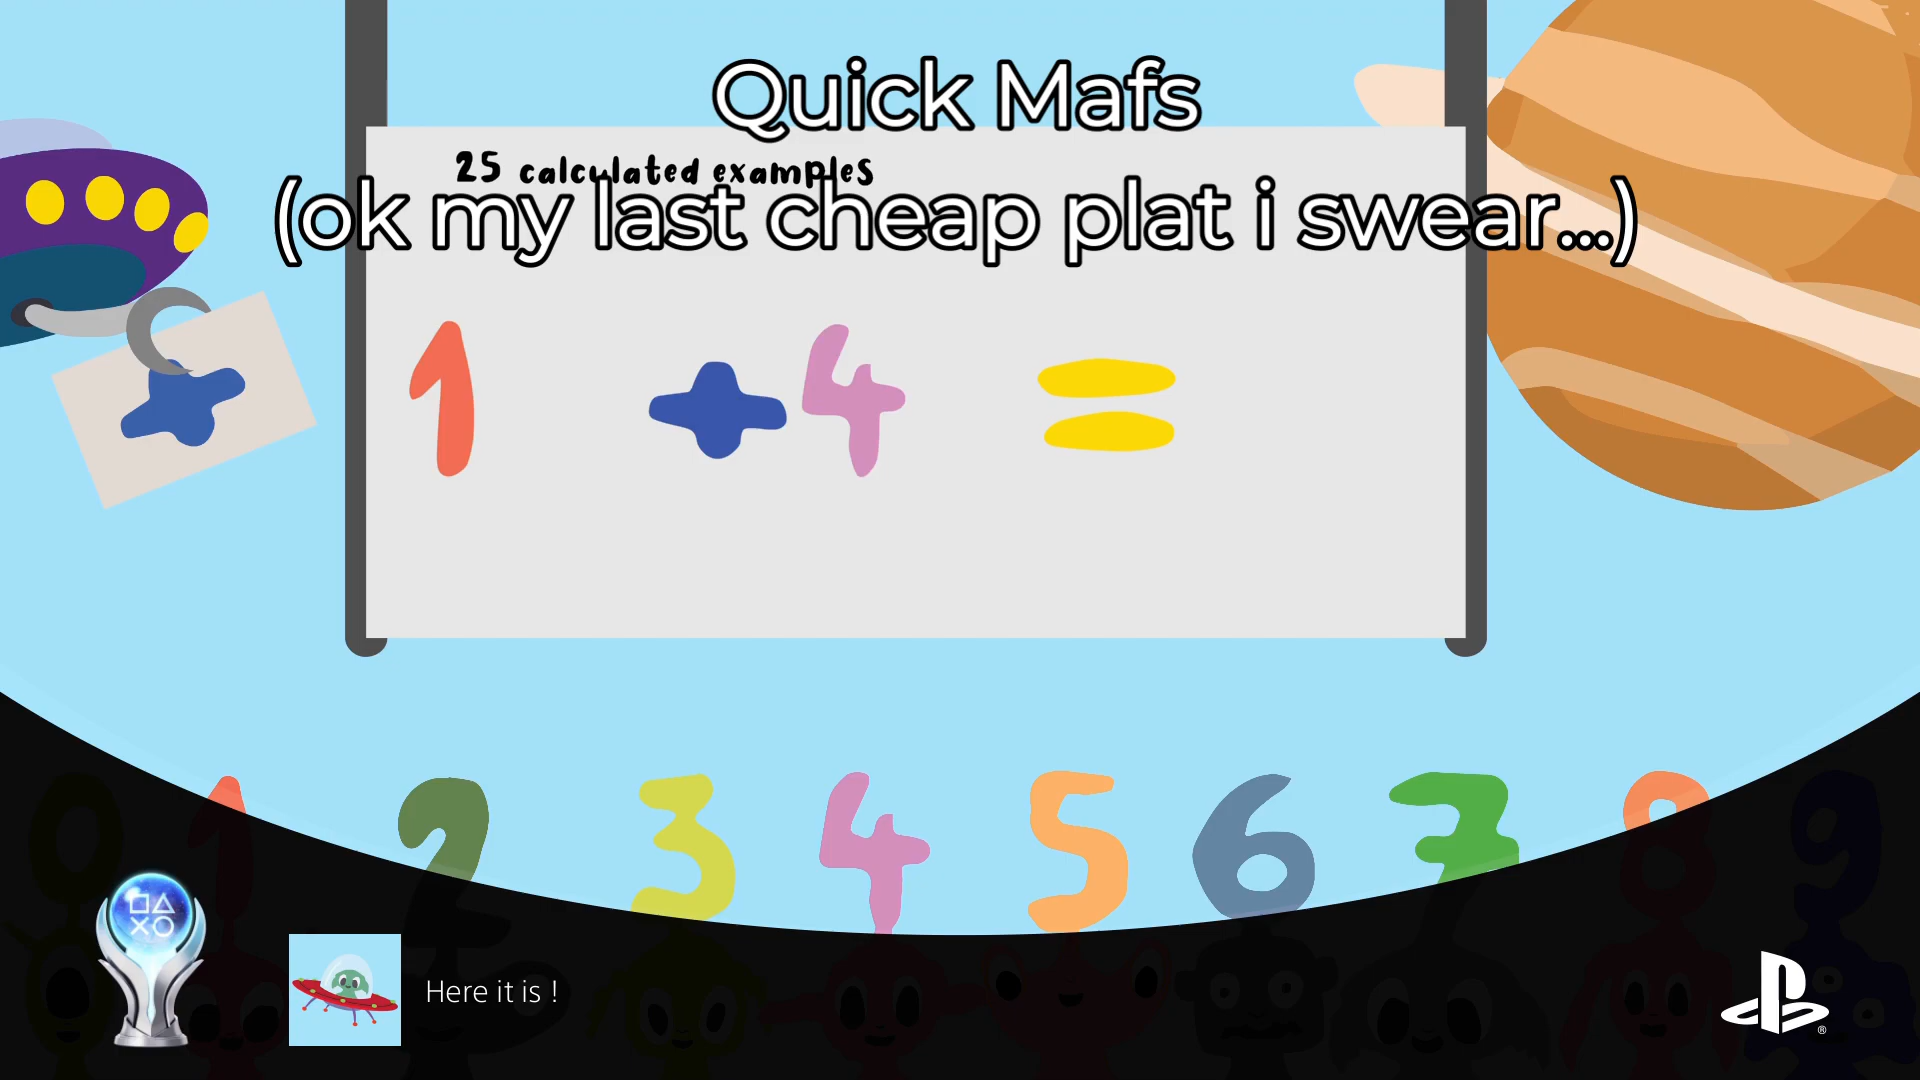 Quick Mafs
25 calculated examples
(ok my last cheap plat i swear...)
1 + 4 =
+
0 1 2 3 4 5 6 7 8 9
Here it is !
®